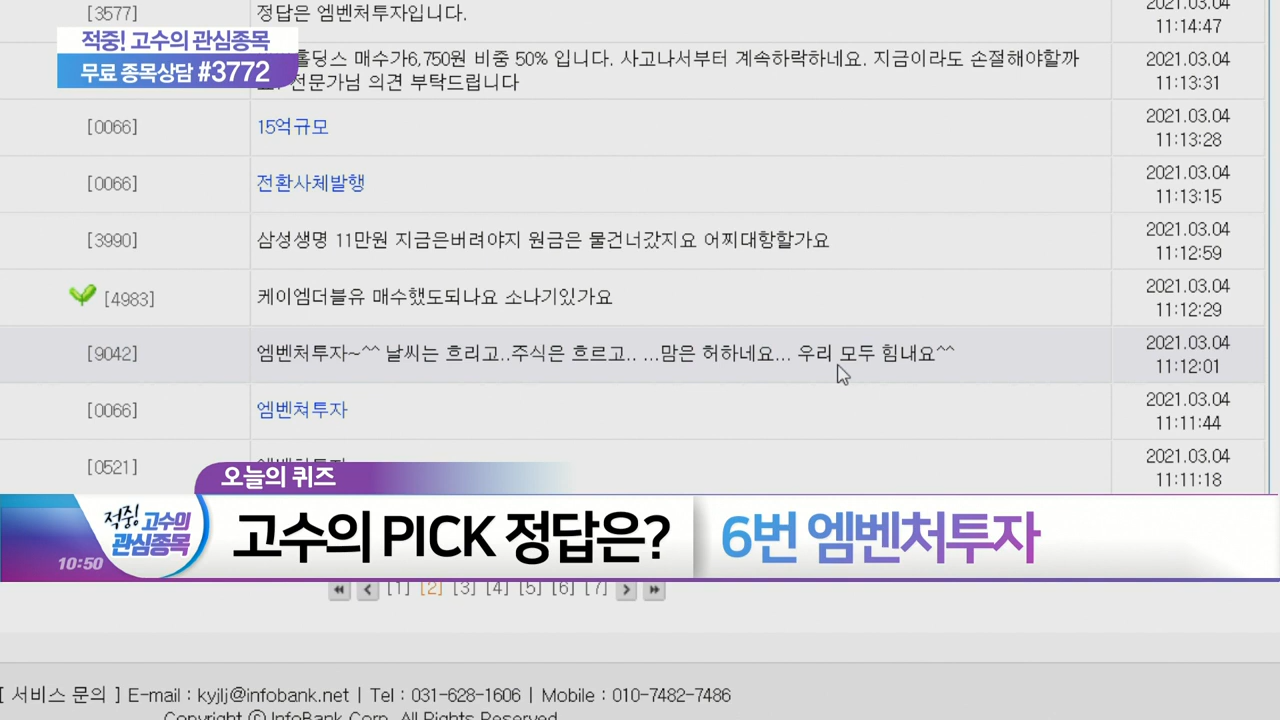 [3577]
정답은 엠벤처투자입니다.
2021.03.04
11:14:47
적중! 고수의 관심종목
무료 종목상담 #3772
홀딩스 매수가6,750원 비중 50% 입니다. 사고나서부터 계속하락하네요. 지금이라도 손절해야할까
전문가님 의견 부탁드립니다
2021.03.04
11:13:31
[0066]
15억규모
2021.03.04
11:13:28
[0066]
전환사체발행
2021.03.04
11:13:15
[3990]
삼성생명 11만원 지금은버려야지 원금은 물건너갔지요 어찌대항할가요
2021.03.04
11:12:59
[4983]
케이엠더블유 매수했도되나요 소나기있가요
2021.03.04
11:12:29
[9042]
엠벤처투자~^^ 날씨는 흐리고..주식은 흐르고.. ...맘은 허하네요... 우리 모두 힘내요^^
2021.03.04
11:12:01
[0066]
엠벤쳐투자
2021.03.04
11:11:44
[0521]
2021.03.04
11:11:18
오늘의 퀴즈
적중! 고수의
관심종목
10:50
고수의 PICK 정답은?
6번 엠벤처투자
[1] [2] [3] [4] [5] [6] [7]
[ 서비스 문의 ] E-mail : kyjlj@infobank.net | Tel : 031-628-1606 | Mobile : 010-7482-7486
Copyright ⓒ InfoBank Corp. All Rights Reserved